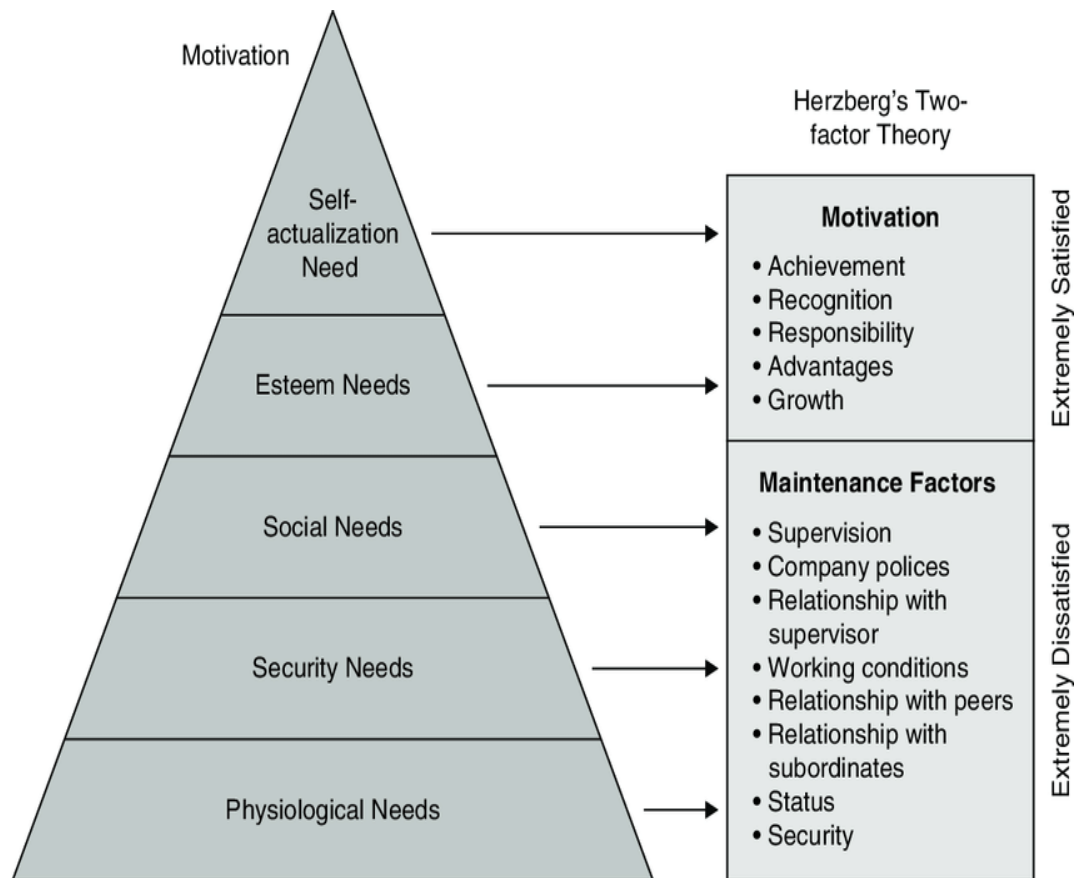 Motivation
Self-
actualization
Need
Esteem Needs
Social Needs
Security Needs
Physiological Needs
Herzberg's Two-
factor Theory
Motivation
• Achievement
• Recognition
• Responsibility
• Advantages
• Growth
Maintenance Factors
• Supervision
• Company polices
• Relationship with
supervisor
• Working conditions
• Relationship with peers
• Relationship with
subordinates
• Status
• Security
Extremely Satisfied
Extremely Dissatisfied